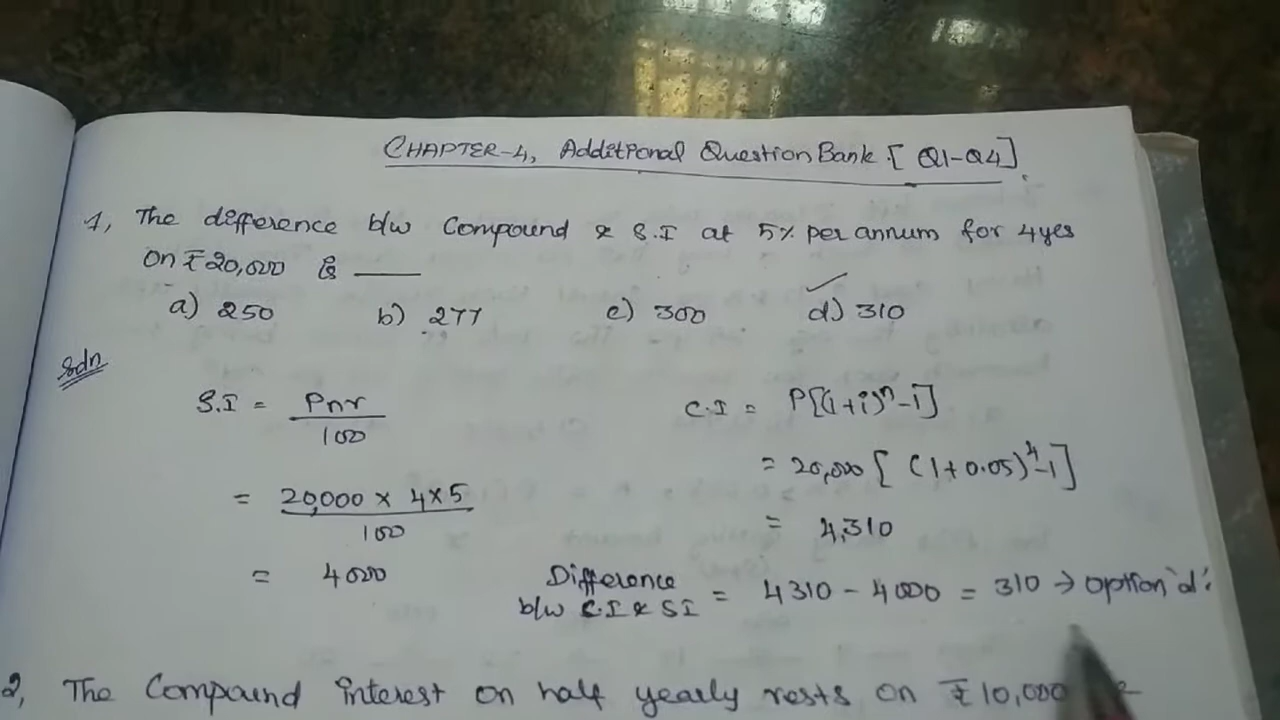 CHAPTER-4, Additional Question Bank [Q1-Q4]
1, The difference b/w Compound & S.I at 5% per annum for 4yes
on ₹20,000 is ____
a) 250 b) 277 c) 300 d) 310
Soln
S.I = Pnr / 100
= 20,000 x 4 x 5 / 100
= 4000
C.I = P[(1+i)^n-1]
= 20,000 [(1+0.05)^4-1]
= 4,310
Difference
b/w C.I & SI = 4310 - 4000 = 310 → option 'd'.
2, The Compound interest on half yearly rests on ₹10,000